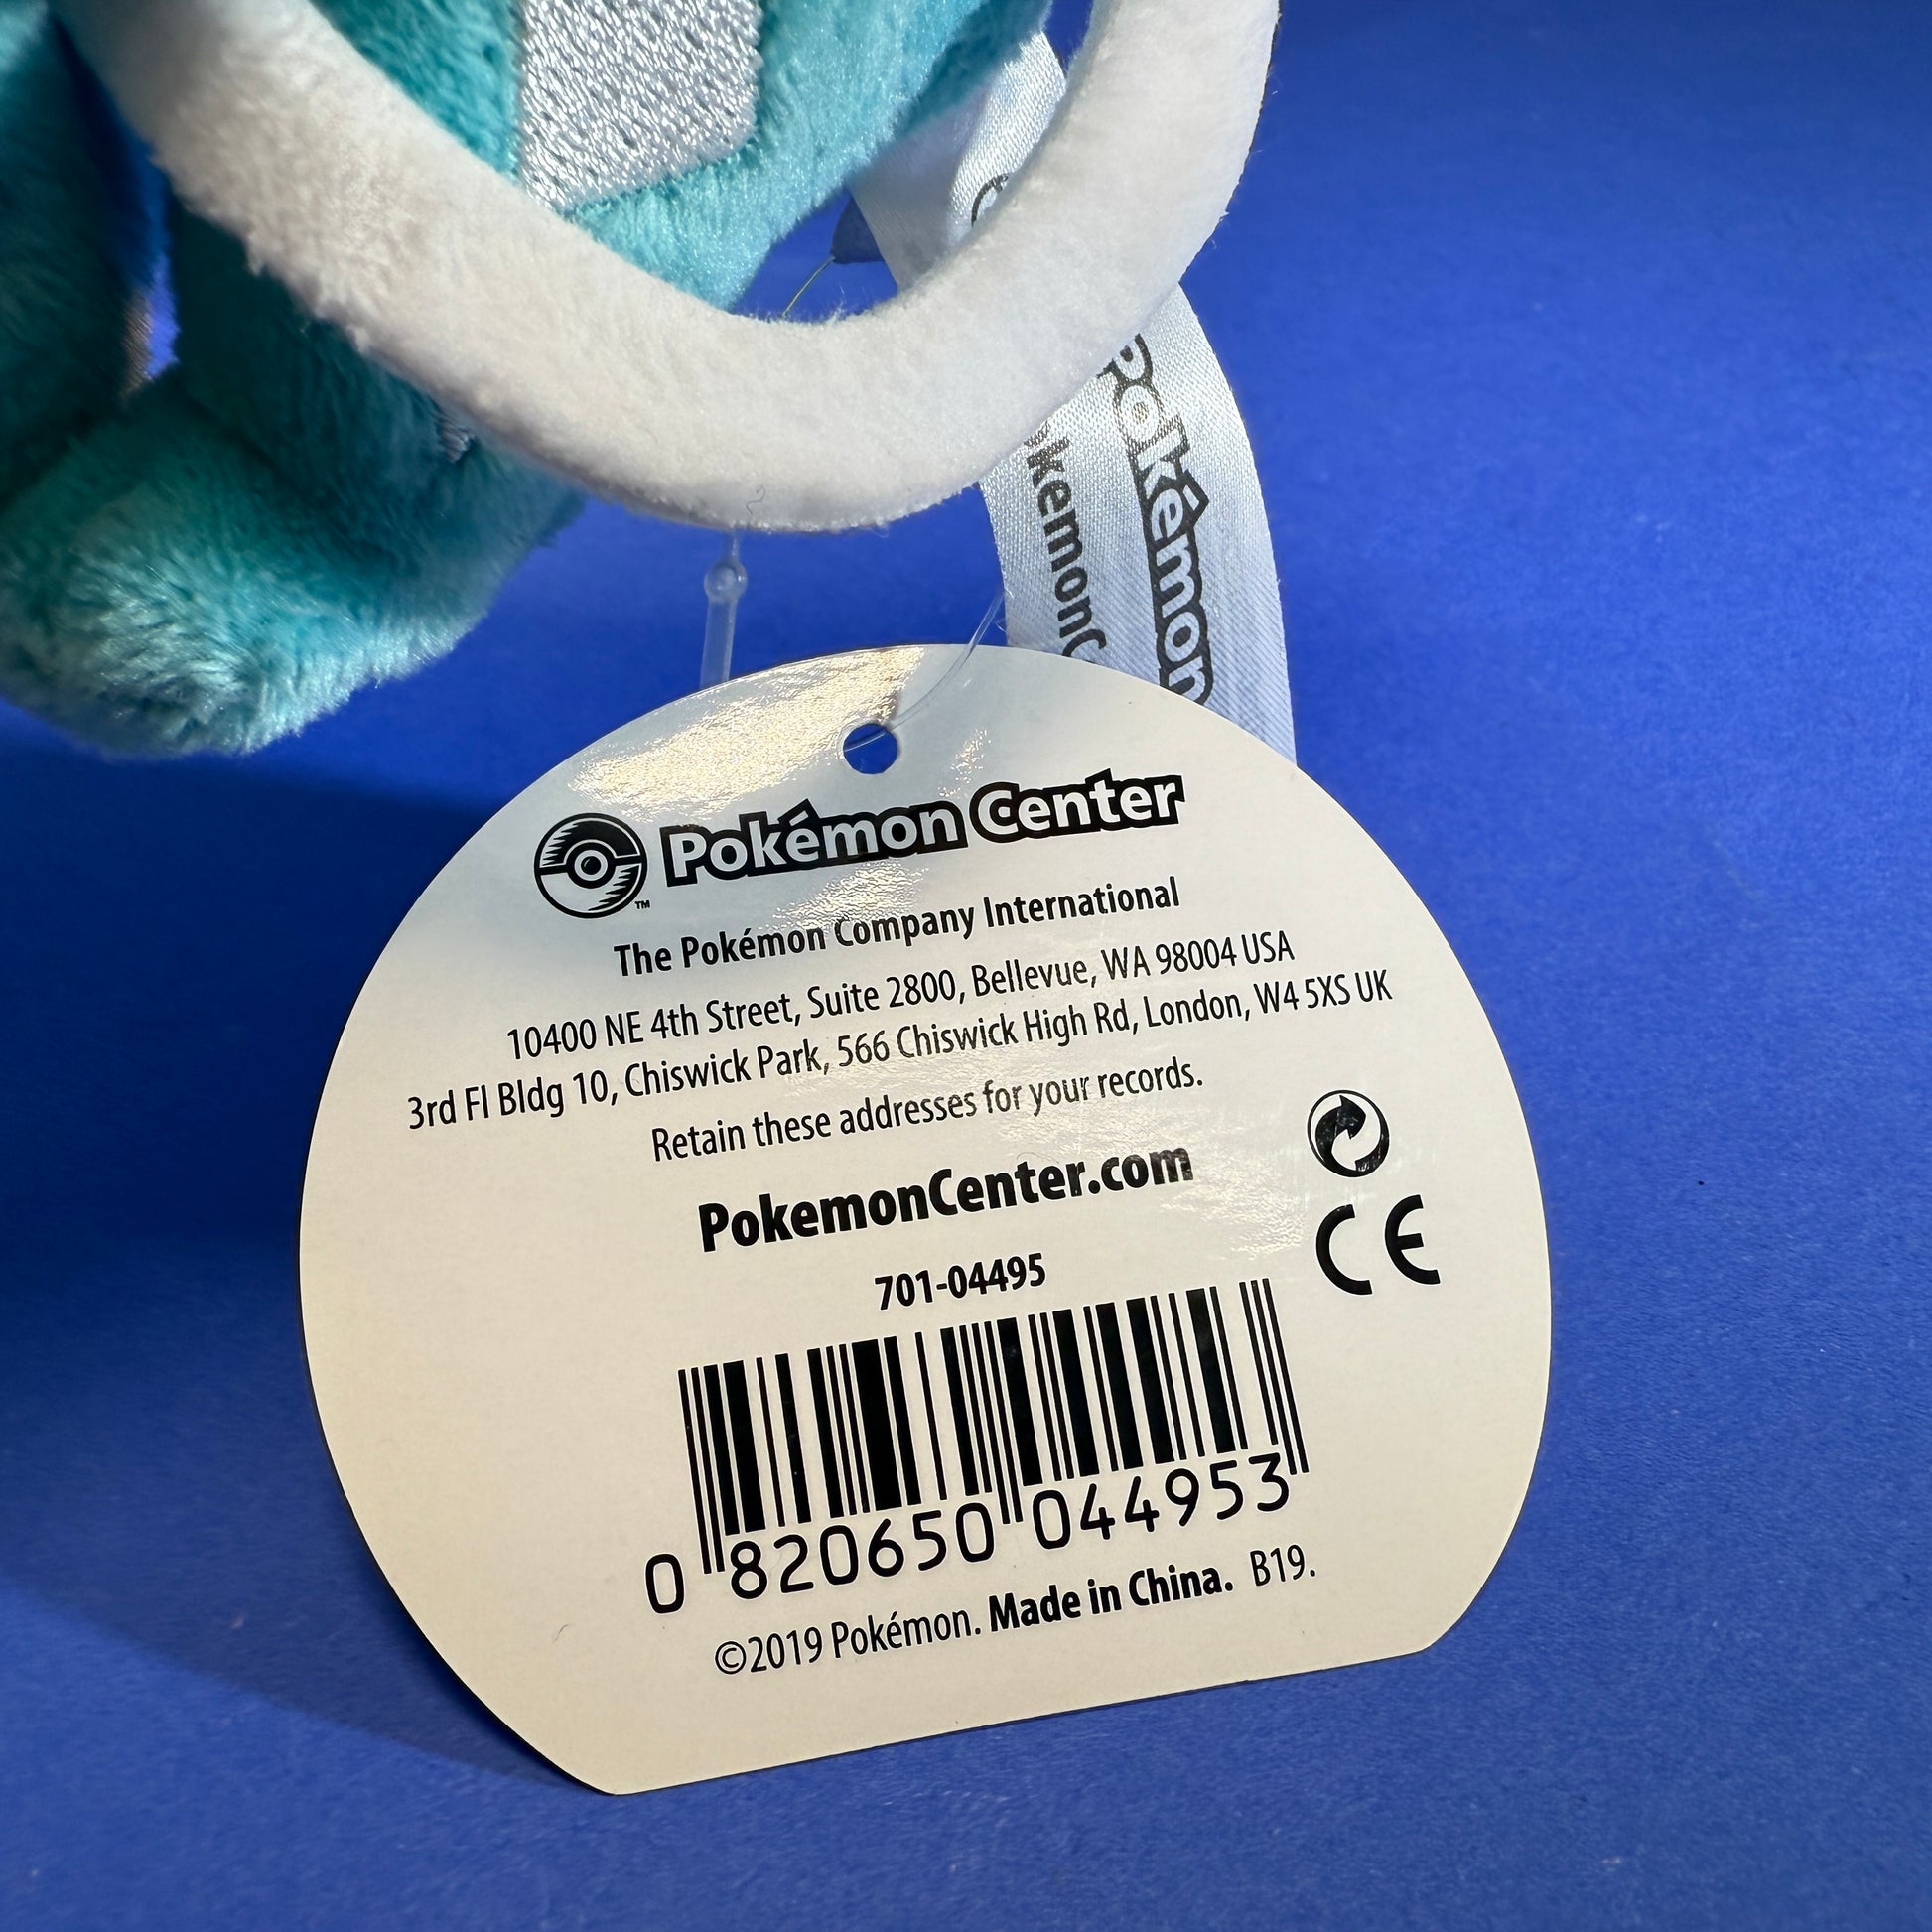 Pokémon
kemonC
Pokémon Center
™
The Pokémon Company International
10400 NE 4th Street, Suite 2800, Bellevue, WA 98004 USA
3rd Fl Bldg 10, Chiswick Park, 566 Chiswick High Rd, London, W4 5XS UK
Retain these addresses for your records.
PokemonCenter.com
CE
701-04495
0 820650 044953
©2019 Pokémon. Made in China. B19.